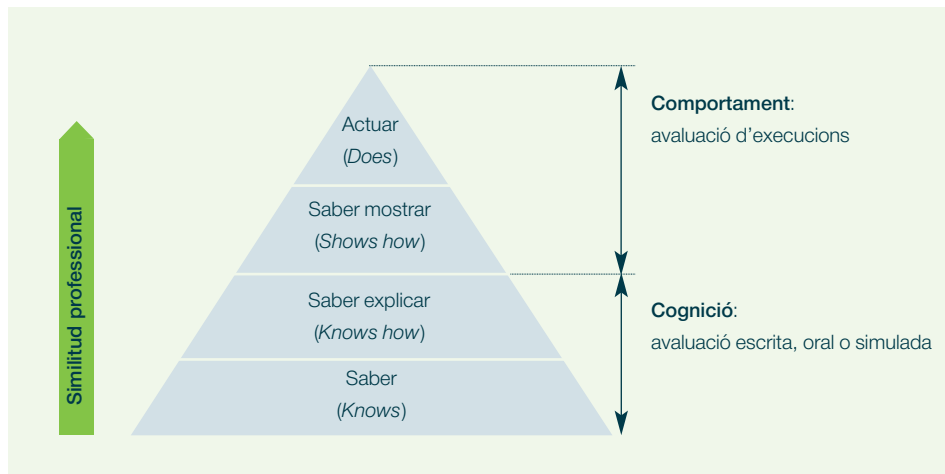 Similitud professional
Actuar
(Does)
Saber mostrar
(Shows how)
Saber explicar
(Knows how)
Saber
(Knows)
Comportament:
avaluació d’execucions
Cognició:
avaluació escrita, oral o simulada